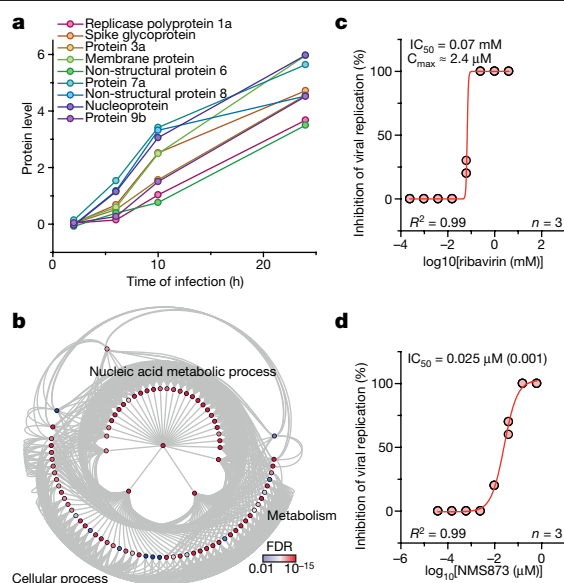 a
Replicase polyprotein 1a
Spike glycoprotein
Protein 3a
Membrane protein
Non-structural protein 6
Protein 7a
Non-structural protein 8
Nucleoprotein
Protein 9b
Protein level
6
4
2
0
0
10
20
Time of infection (h)
b
Nucleic acid metabolic process
Metabolism
Cellular process
FDR
0.01
10⁻¹⁵
c
IC₅₀ = 0.07 mM
Cₘₐₓ ≈ 2.4 μM
Inhibition of viral replication (%)
100
50
0
R² = 0.99
n = 3
−4
−2
0
2
log10[ribavirin (mM)]
d
IC₅₀ = 0.025 μM (0.001)
Inhibition of viral replication (%)
100
50
0
R² = 0.99
n = 3
−6
−4
−2
0
log₁₀[NMS873 (μM)]